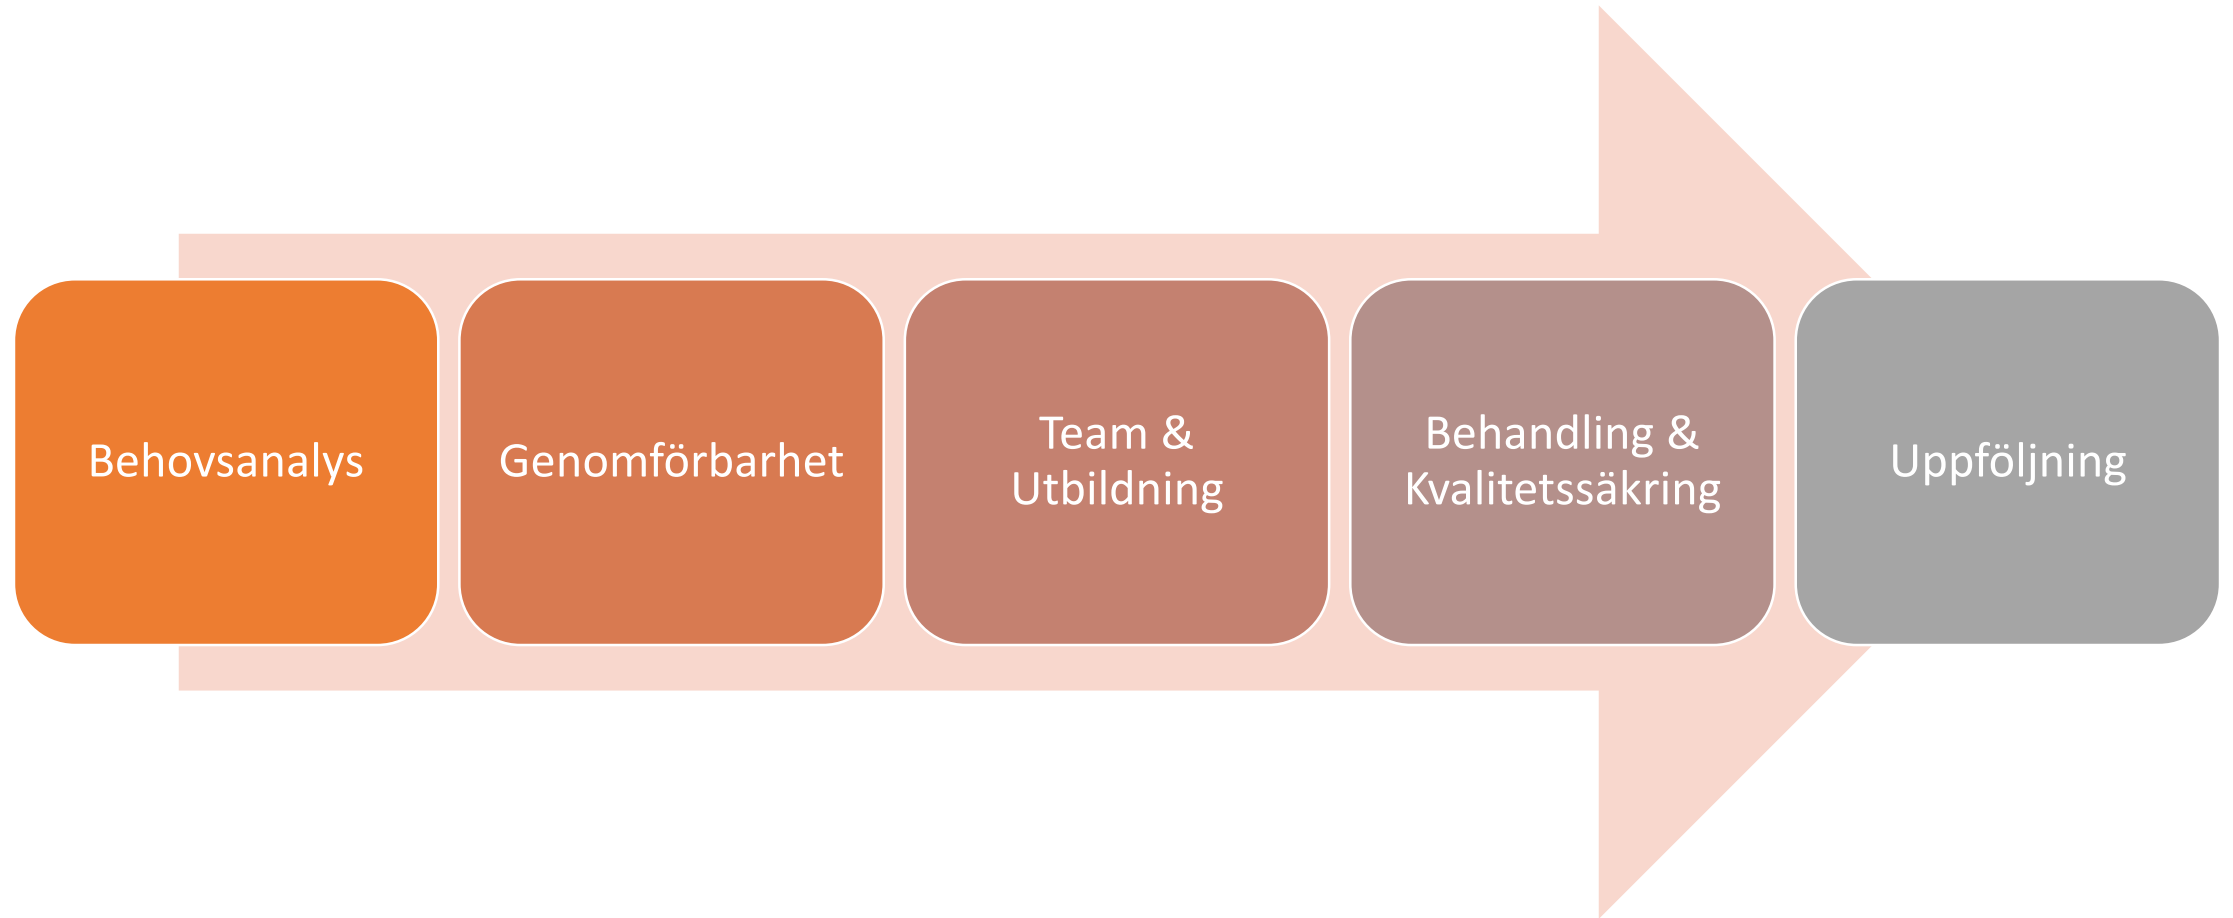 Behovsanalys
Genomförbarhet
Team &
Utbildning
Behandling &
Kvalitetssäkring
Uppföljning